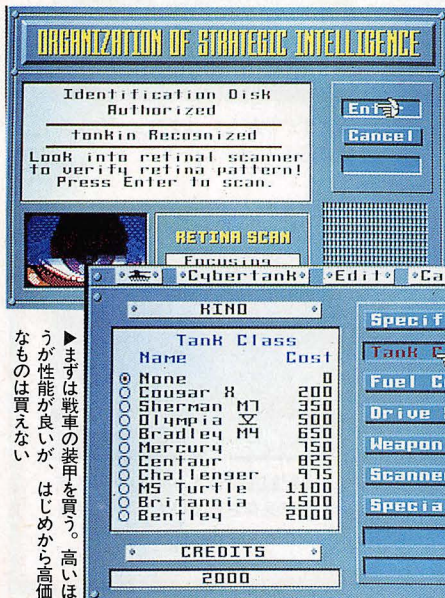 ORGANIZATION OF STRATEGIC INTELLIGENCE
Identification Disk
Authorized
tonkin Recognized
Look into retinal scanner
to verify retina pattern!
Press Enter to scan.
Enter
Cancel
RETINA SCAN
Focusing
Cybertank
Edit
Ca
KINO
Tank Class
Name Cost
None 0
Cougar X 200
Sherman M7 350
Olympia V 500
Bradley M4 650
Mercury 750
Centaur 825
Challenger 975
MS Turtle 1100
Britannia 1500
Bentley 2000
CREDITS
2000
Specif
Tank C
Fuel C
Drive
Weapon
Scanner
Specia
▶まずは戦車の装甲を買う。高いほ
うが性能が良いが、はじめから高価
なものは買えない